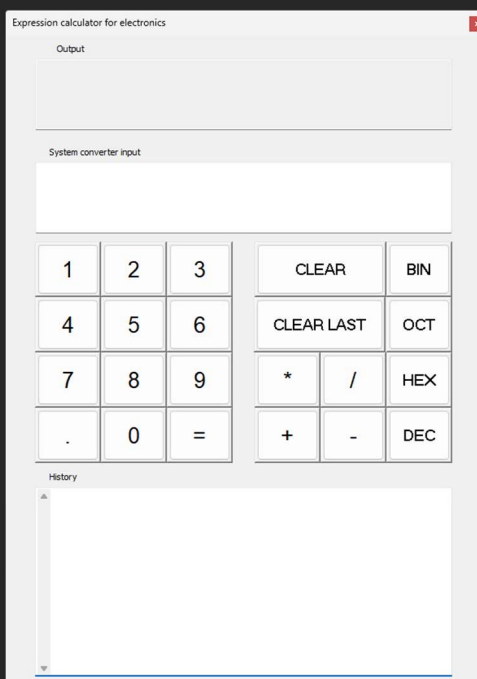 Expression calculator for electronics
Output
System converter input
1 2 3 CLEAR BIN
4 5 6 CLEAR LAST OCT
7 8 9 * / HEX
. 0 = + - DEC
History